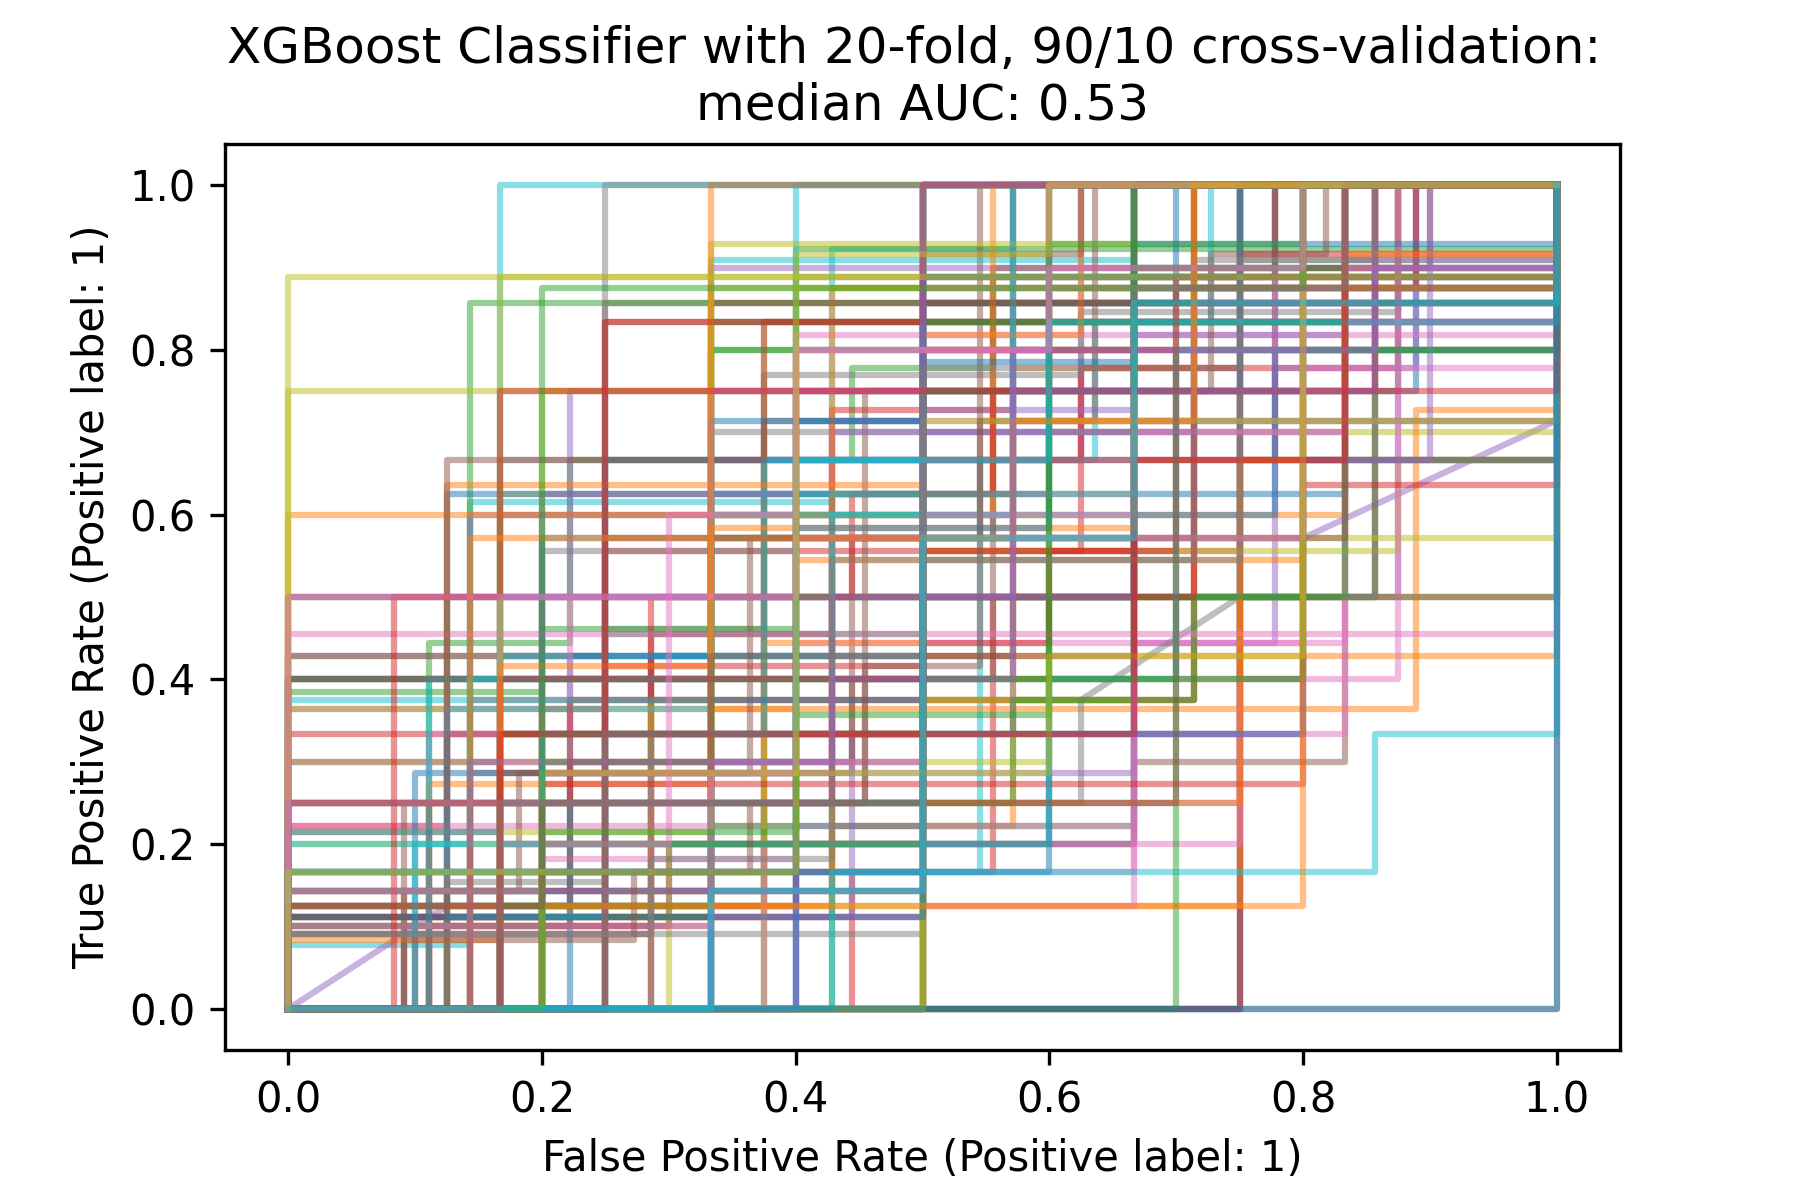 XGBoost Classifier with 20-fold, 90/10 cross-validation:
median AUC: 0.53
True Positive Rate (Positive label: 1)
1.0
0.8
0.6
0.4
0.2
0.0
0.0 0.2 0.4 0.6 0.8 1.0
False Positive Rate (Positive label: 1)